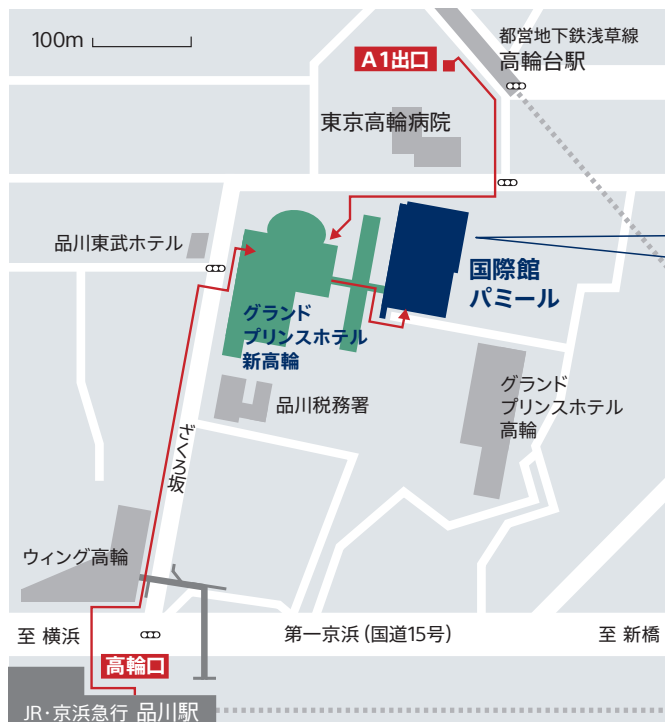 100m
都営地下鉄浅草線
高輪台駅
A1出口
東京高輪病院
品川東武ホテル
国際館
パミール
グランド
プリンスホテル
新高輪
グランド
プリンスホテル
高輪
品川税務署
ざくろ坂
ウィング高輪
至 横浜
第一京浜 (国道15号)
至 新橋
高輪口
JR・京浜急行 品川駅